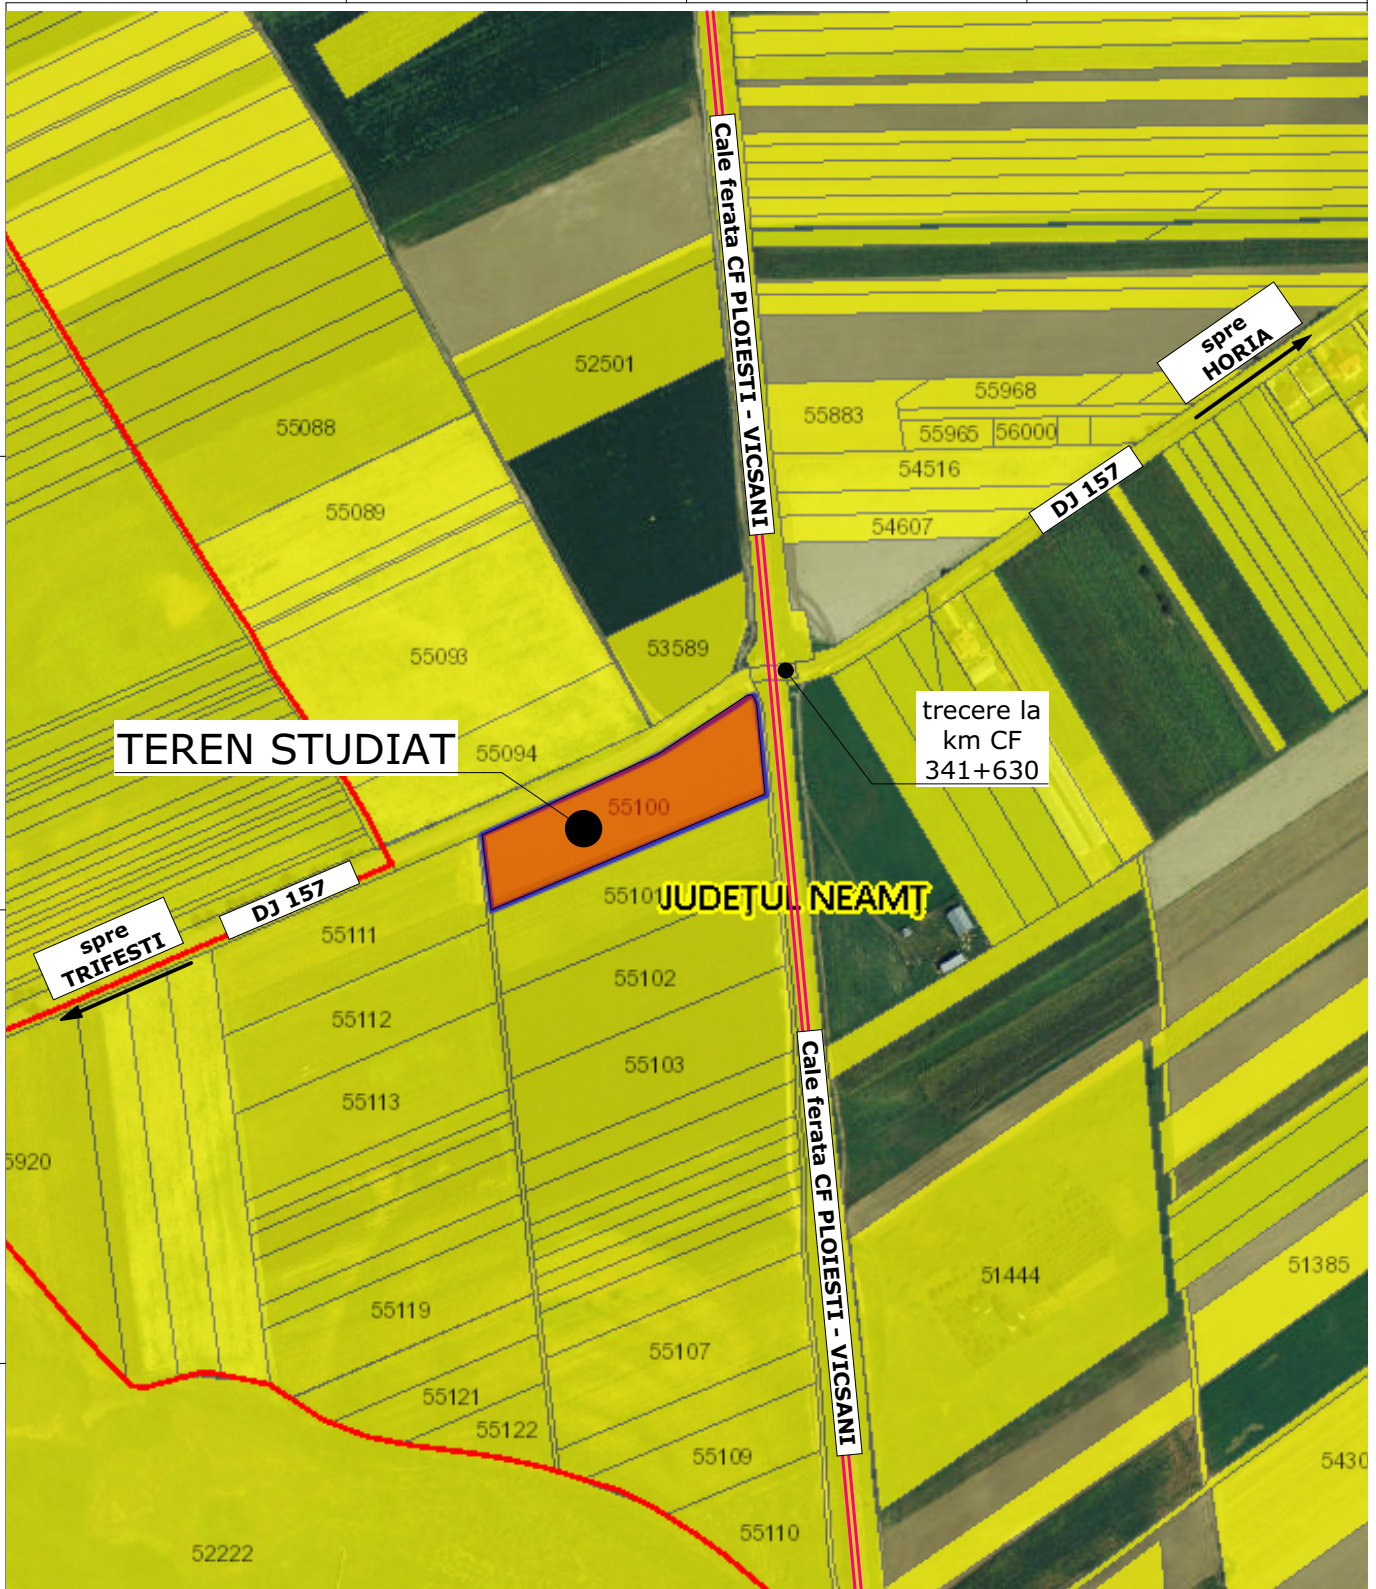 Cale ferata CF PLOIESTI - VICSANI
spre
HORIA
52501
55968
55883
55088
55965
56000
54516
DJ 157
55089
54607
53589
55093
trecere la
km CF
341+630
TEREN STUDIAT
55094
55100
55101
JUDEŢUL NEAMŢ
DJ 157
spre
TRIFESTI
55111
55102
55112
55103
Cale ferata CF PLOIESTI - VICSANI
55113
5920
51444
51385
55119
55107
55121
55122
55109
5430
55110
52222